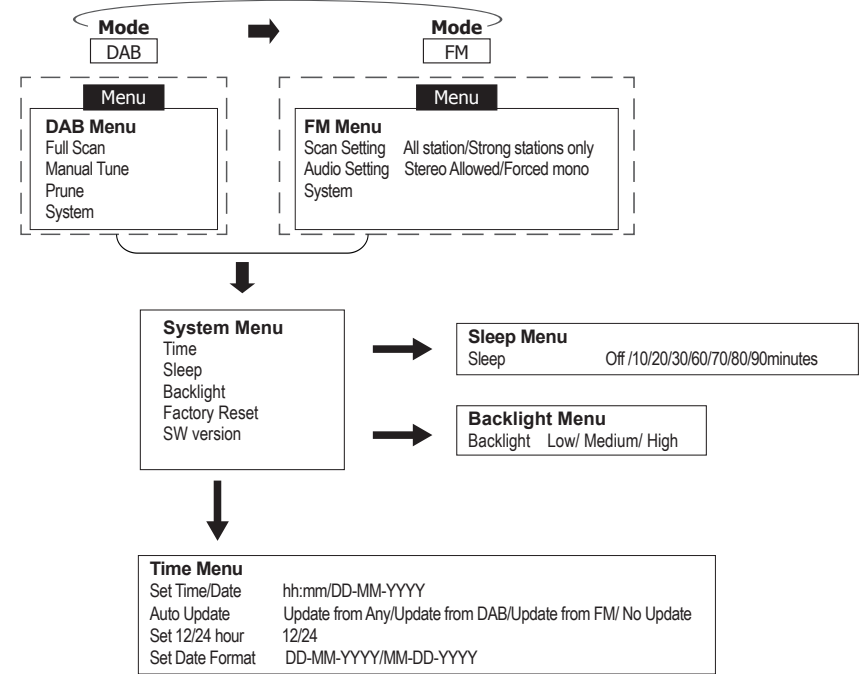 Mode
DAB
Mode
FM
Menu
DAB Menu
Full Scan
Manual Tune
Prune
System
Menu
FM Menu
Scan Setting All station/Strong stations only
Audio Setting Stereo Allowed/Forced mono
System
System Menu
Time
Sleep
Backlight
Factory Reset
SW version
Sleep Menu
Sleep Off /10/20/30/60/70/80/90minutes
Backlight Menu
Backlight Low/ Medium/ High
Time Menu
Set Time/Date hh:mm/DD-MM-YYYY
Auto Update Update from Any/Update from DAB/Update from FM/ No Update
Set 12/24 hour 12/24
Set Date Format DD-MM-YYYY/MM-DD-YYYY